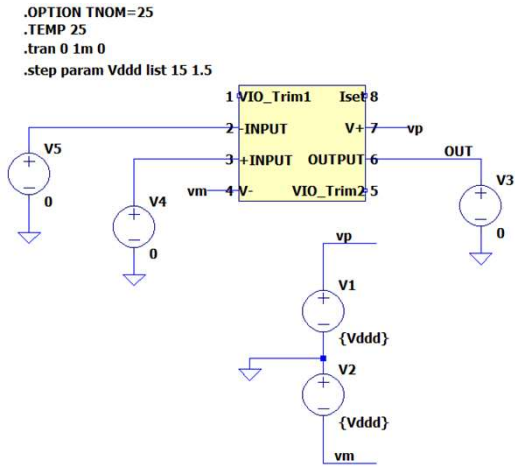 .OPTION TNOM=25
.TEMP 25
.tran 0 1m 0
.step param Vddd list 15 1.5
1 VIO_Trim1 Iset 8
2 -INPUT V+ 7 vp
3 +INPUT OUTPUT 6 OUT
vm 4 V- VIO_Trim2 5
V5
0
V4
0
V3
0
vp
V1
{Vddd}
V2
{Vddd}
vm